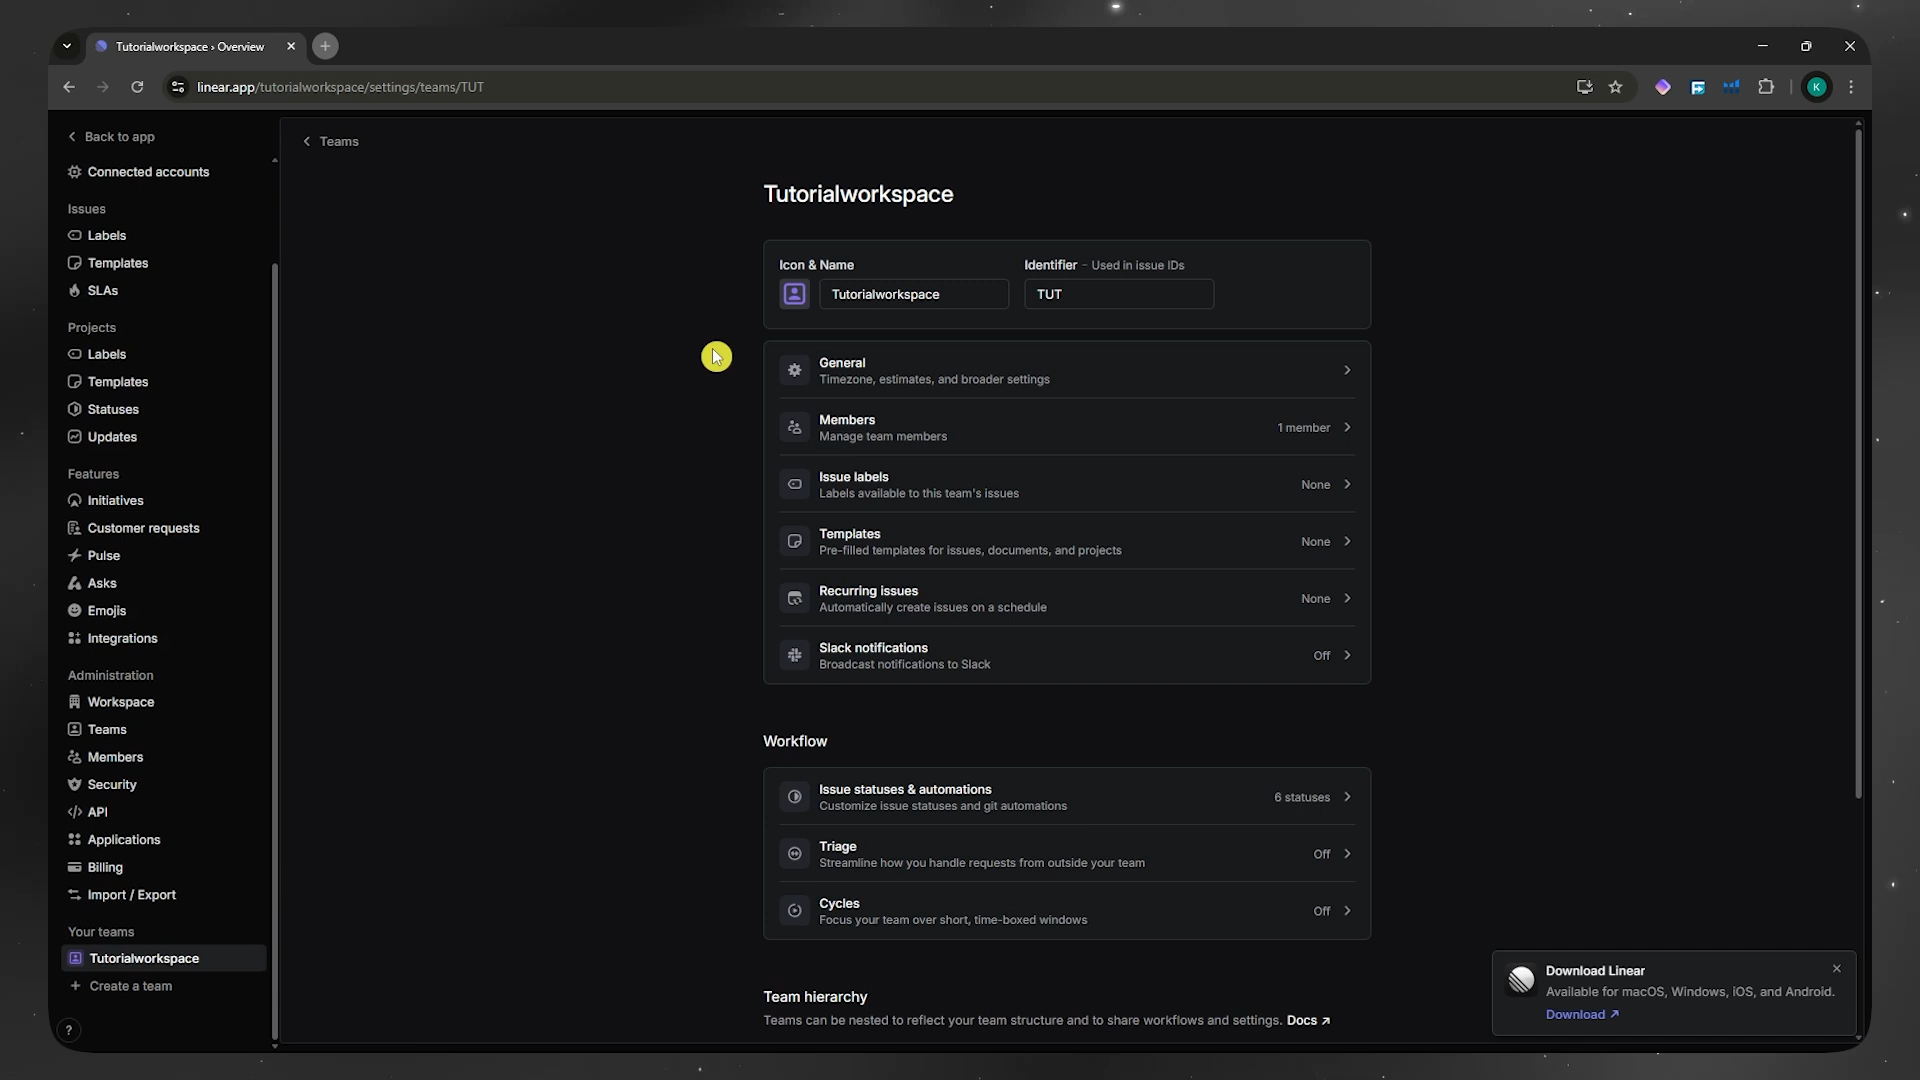 Tutorialworkspace › Overview
linear.app/tutorialworkspace/settings/teams/TUT
K
Back to app
Connected accounts
Issues
Labels
Templates
SLAs
Projects
Labels
Templates
Statuses
Updates
Features
Initiatives
Customer requests
Pulse
Asks
Emojis
Integrations
Administration
Workspace
Teams
Members
Security
API
Applications
Billing
Import / Export
Your teams
Tutorialworkspace
Create a team
?
Teams
Tutorialworkspace
Icon & Name
Identifier – Used in issue IDs
Tutorialworkspace
TUT
General
Timezone, estimates, and broader settings
Members
Manage team members
1 member
Issue labels
Labels available to this team's issues
None
Templates
Pre-filled templates for issues, documents, and projects
None
Recurring issues
Automatically create issues on a schedule
None
Slack notifications
Broadcast notifications to Slack
Off
Workflow
Issue statuses & automations
Customize issue statuses and git automations
6 statuses
Triage
Streamline how you handle requests from outside your team
Off
Cycles
Focus your team over short, time-boxed windows
Off
Team hierarchy
Teams can be nested to reflect your team structure and to share workflows and settings. Docs ↗
Download Linear
Available for macOS, Windows, iOS, and Android.
Download ↗